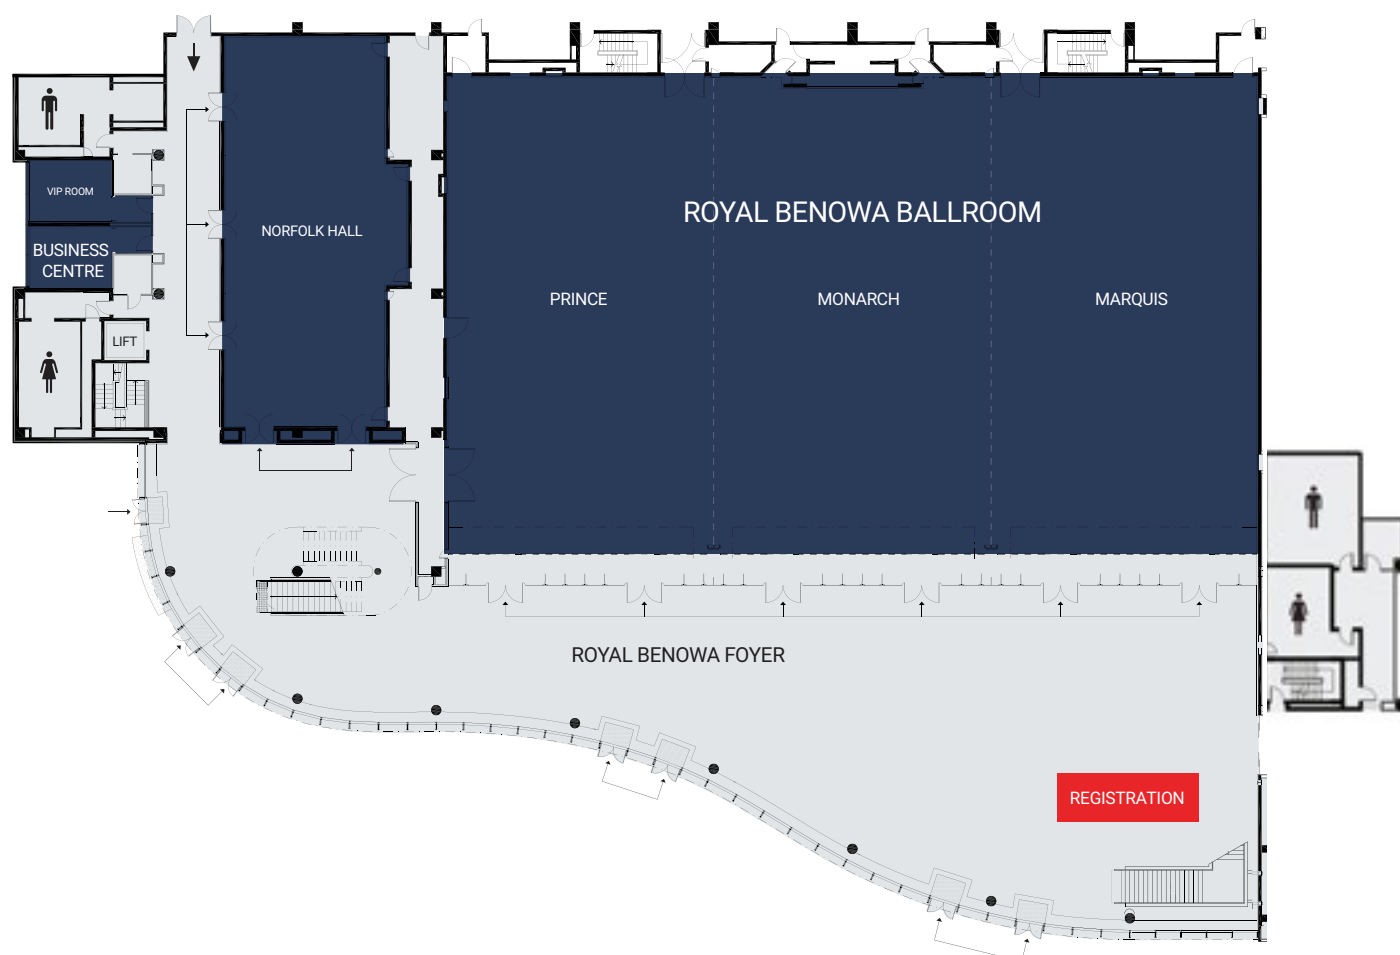 VIP ROOM
BUSINESS
CENTRE
LIFT
NORFOLK HALL
ROYAL BENOWA BALLROOM
PRINCE
MONARCH
MARQUIS
ROYAL BENOWA FOYER
REGISTRATION